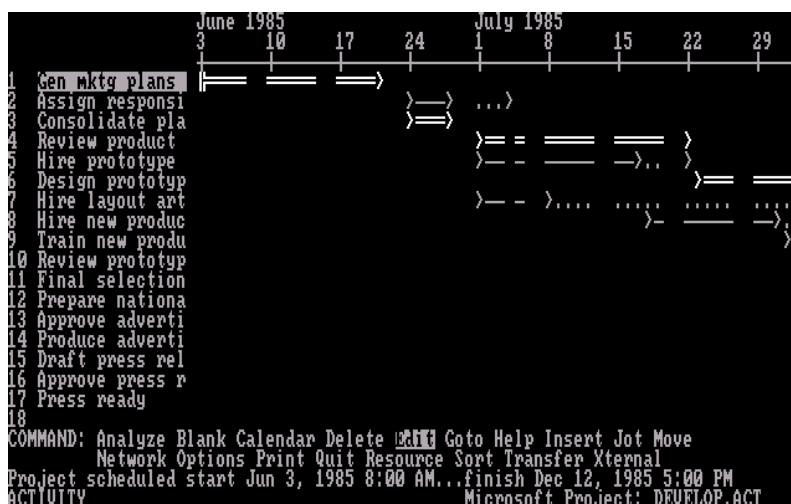 June 1985 July 1985
3 10 17 24 1 8 15 22 29
1 Gen mktg plans
2 Assign responsi
3 Consolidate pla
4 Review product
5 Hire prototype
6 Design prototyp
7 Hire layout art
8 Hire new produc
9 Train new produ
10 Review prototyp
11 Final selection
12 Prepare nationa
13 Approve adverti
14 Produce adverti
15 Draft press rel
16 Approve press r
17 Press ready
18
COMMAND: Analyze Blank Calendar Delete Edit Goto Help Insert Jot Move
Network Options Print Quit Resource Sort Transfer Xternal
Project scheduled start Jun 3, 1985 8:00 AM...finish Dec 12, 1985 5:00 PM
ACTIVITY Microsoft Project: DEVELOP.ACT